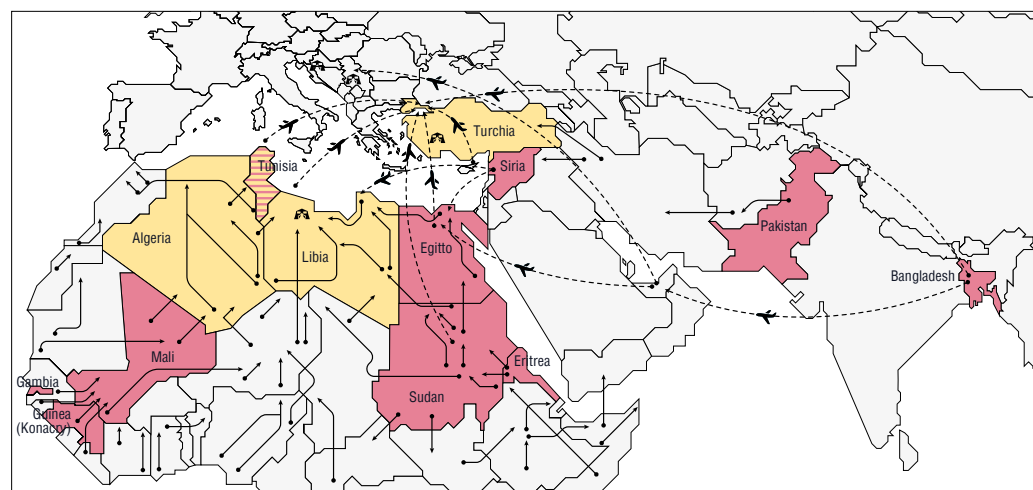 Turchia
Tunisia
Siria
Algeria
Libia
Egitto
Pakistan
Bangladesh
Mali
Eritrea
Gambia
Sudan
Guinea
(Konacry)